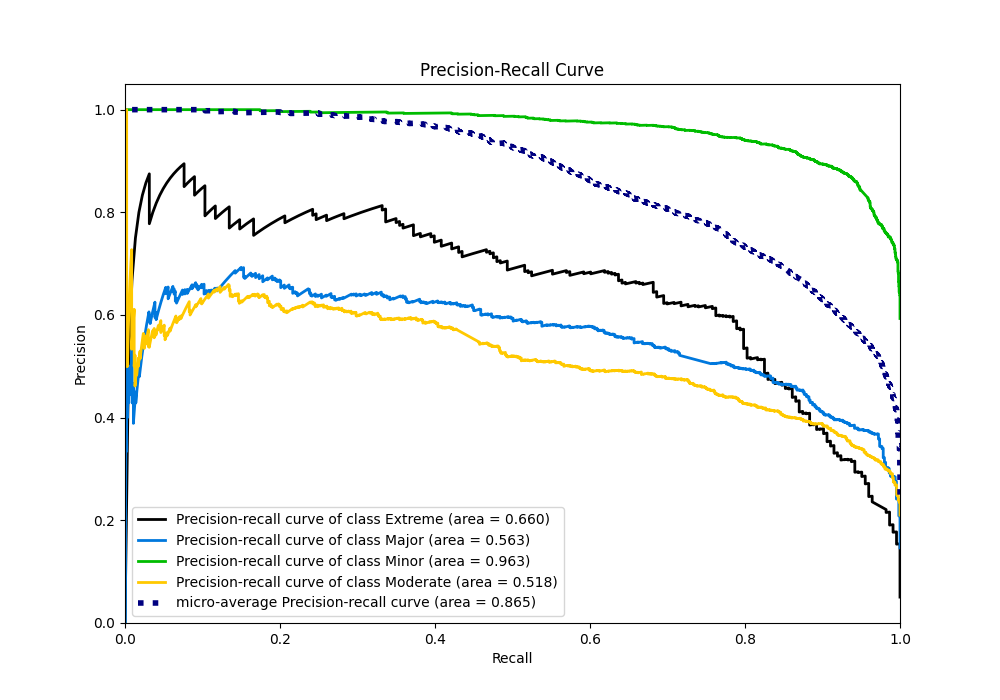 Precision-Recall Curve
1.0
0.8
0.6
0.4
0.2
0.0
Precision
Precision-recall curve of class Extreme (area = 0.660)
Precision-recall curve of class Major (area = 0.563)
Precision-recall curve of class Minor (area = 0.963)
Precision-recall curve of class Moderate (area = 0.518)
micro-average Precision-recall curve (area = 0.865)
0.0 0.2 0.4 0.6 0.8 1.0
Recall